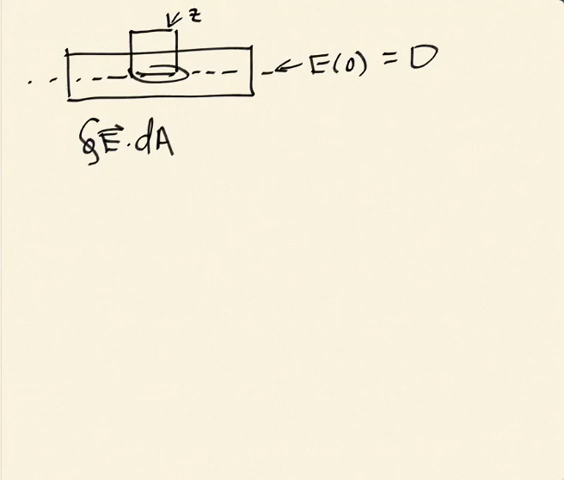 z
E(0) = 0
∮E⃗·dA